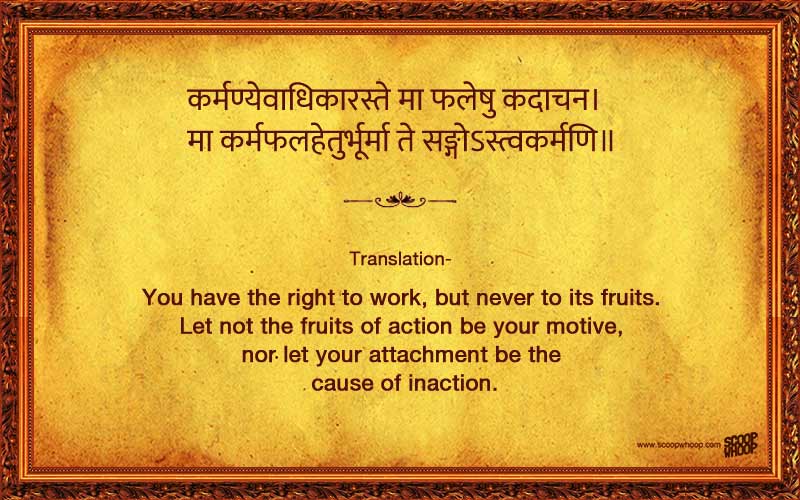 कर्मण्येवाधिकारस्ते मा फलेषु कदाचन।
मा कर्मफलहेतुर्भूर्मा ते सङ्गोऽस्त्वकर्मणि॥
Translation-
You have the right to work, but never to its fruits.
Let not the fruits of action be your motive,
nor let your attachment be the
cause of inaction.
www.scoopwhoop.com SCOOP
WHOOP